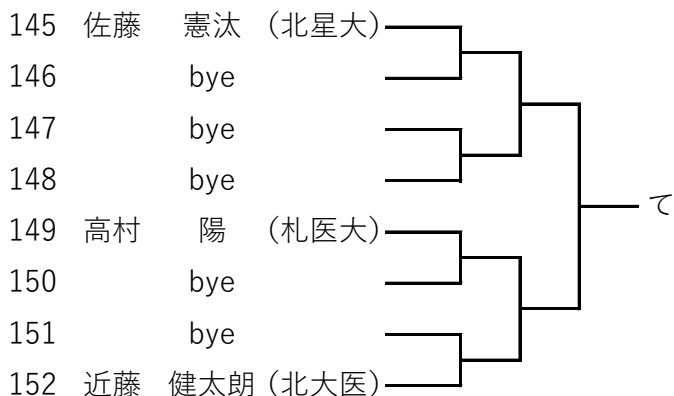 145 佐藤 憲汰 (北星大)
146 bye
147 bye
148 bye
て
149 高村 陽 (札医大)
150 bye
151 bye
152 近藤 健太朗 (北大医)